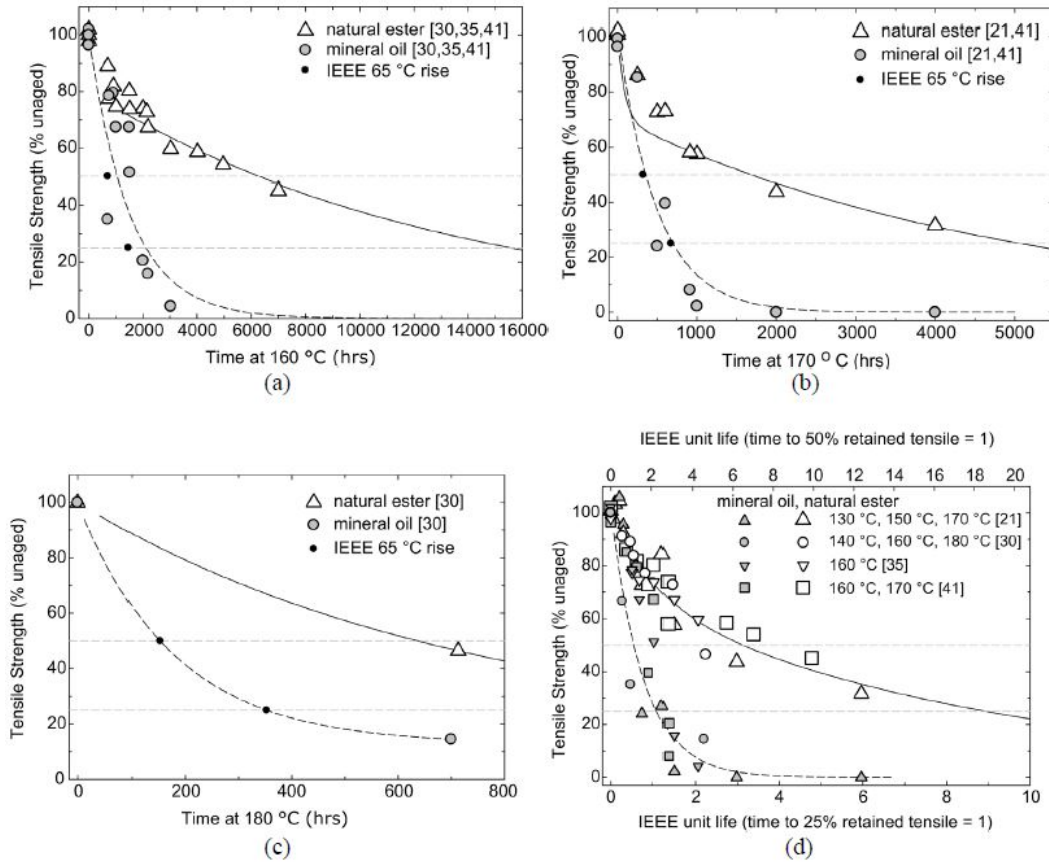 100
80
60
40
20
0
Tensile Strength (% unaged)
natural ester [30,35,41]
mineral oil [30,35,41]
IEEE 65 °C rise
0 2000 4000 6000 8000 10000 12000 14000 16000
Time at 160 °C (hrs)
(a)
100
80
60
40
20
0
Tensile Strength (% unaged)
natural ester [21,41]
mineral oil [21,41]
IEEE 65 °C rise
0 1000 2000 3000 4000 5000
Time at 170 O C (hrs)
(b)
100
80
60
40
20
0
Tensile Strength (% unaged)
natural ester [30]
mineral oil [30]
IEEE 65 °C rise
0 200 400 600 800
Time at 180 °C (hrs)
(c)
IEEE unit life (time to 50% retained tensile = 1)
0 2 4 6 8 10 12 14 16 18 20
100
80
60
40
20
0
Tensile Strength (% unaged)
mineral oil, natural ester
130 °C, 150 °C, 170 °C [21]
140 °C, 160 °C, 180 °C [30]
160 °C [35]
160 °C, 170 °C [41]
0 2 4 6 8 10
IEEE unit life (time to 25% retained tensile = 1)
(d)